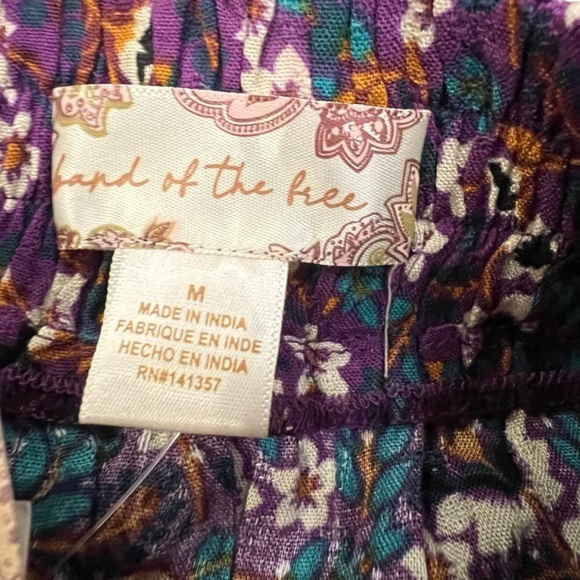 band of the free
M
MADE IN INDIA
FABRIQUE EN INDE
HECHO EN INDIA
RN#141357